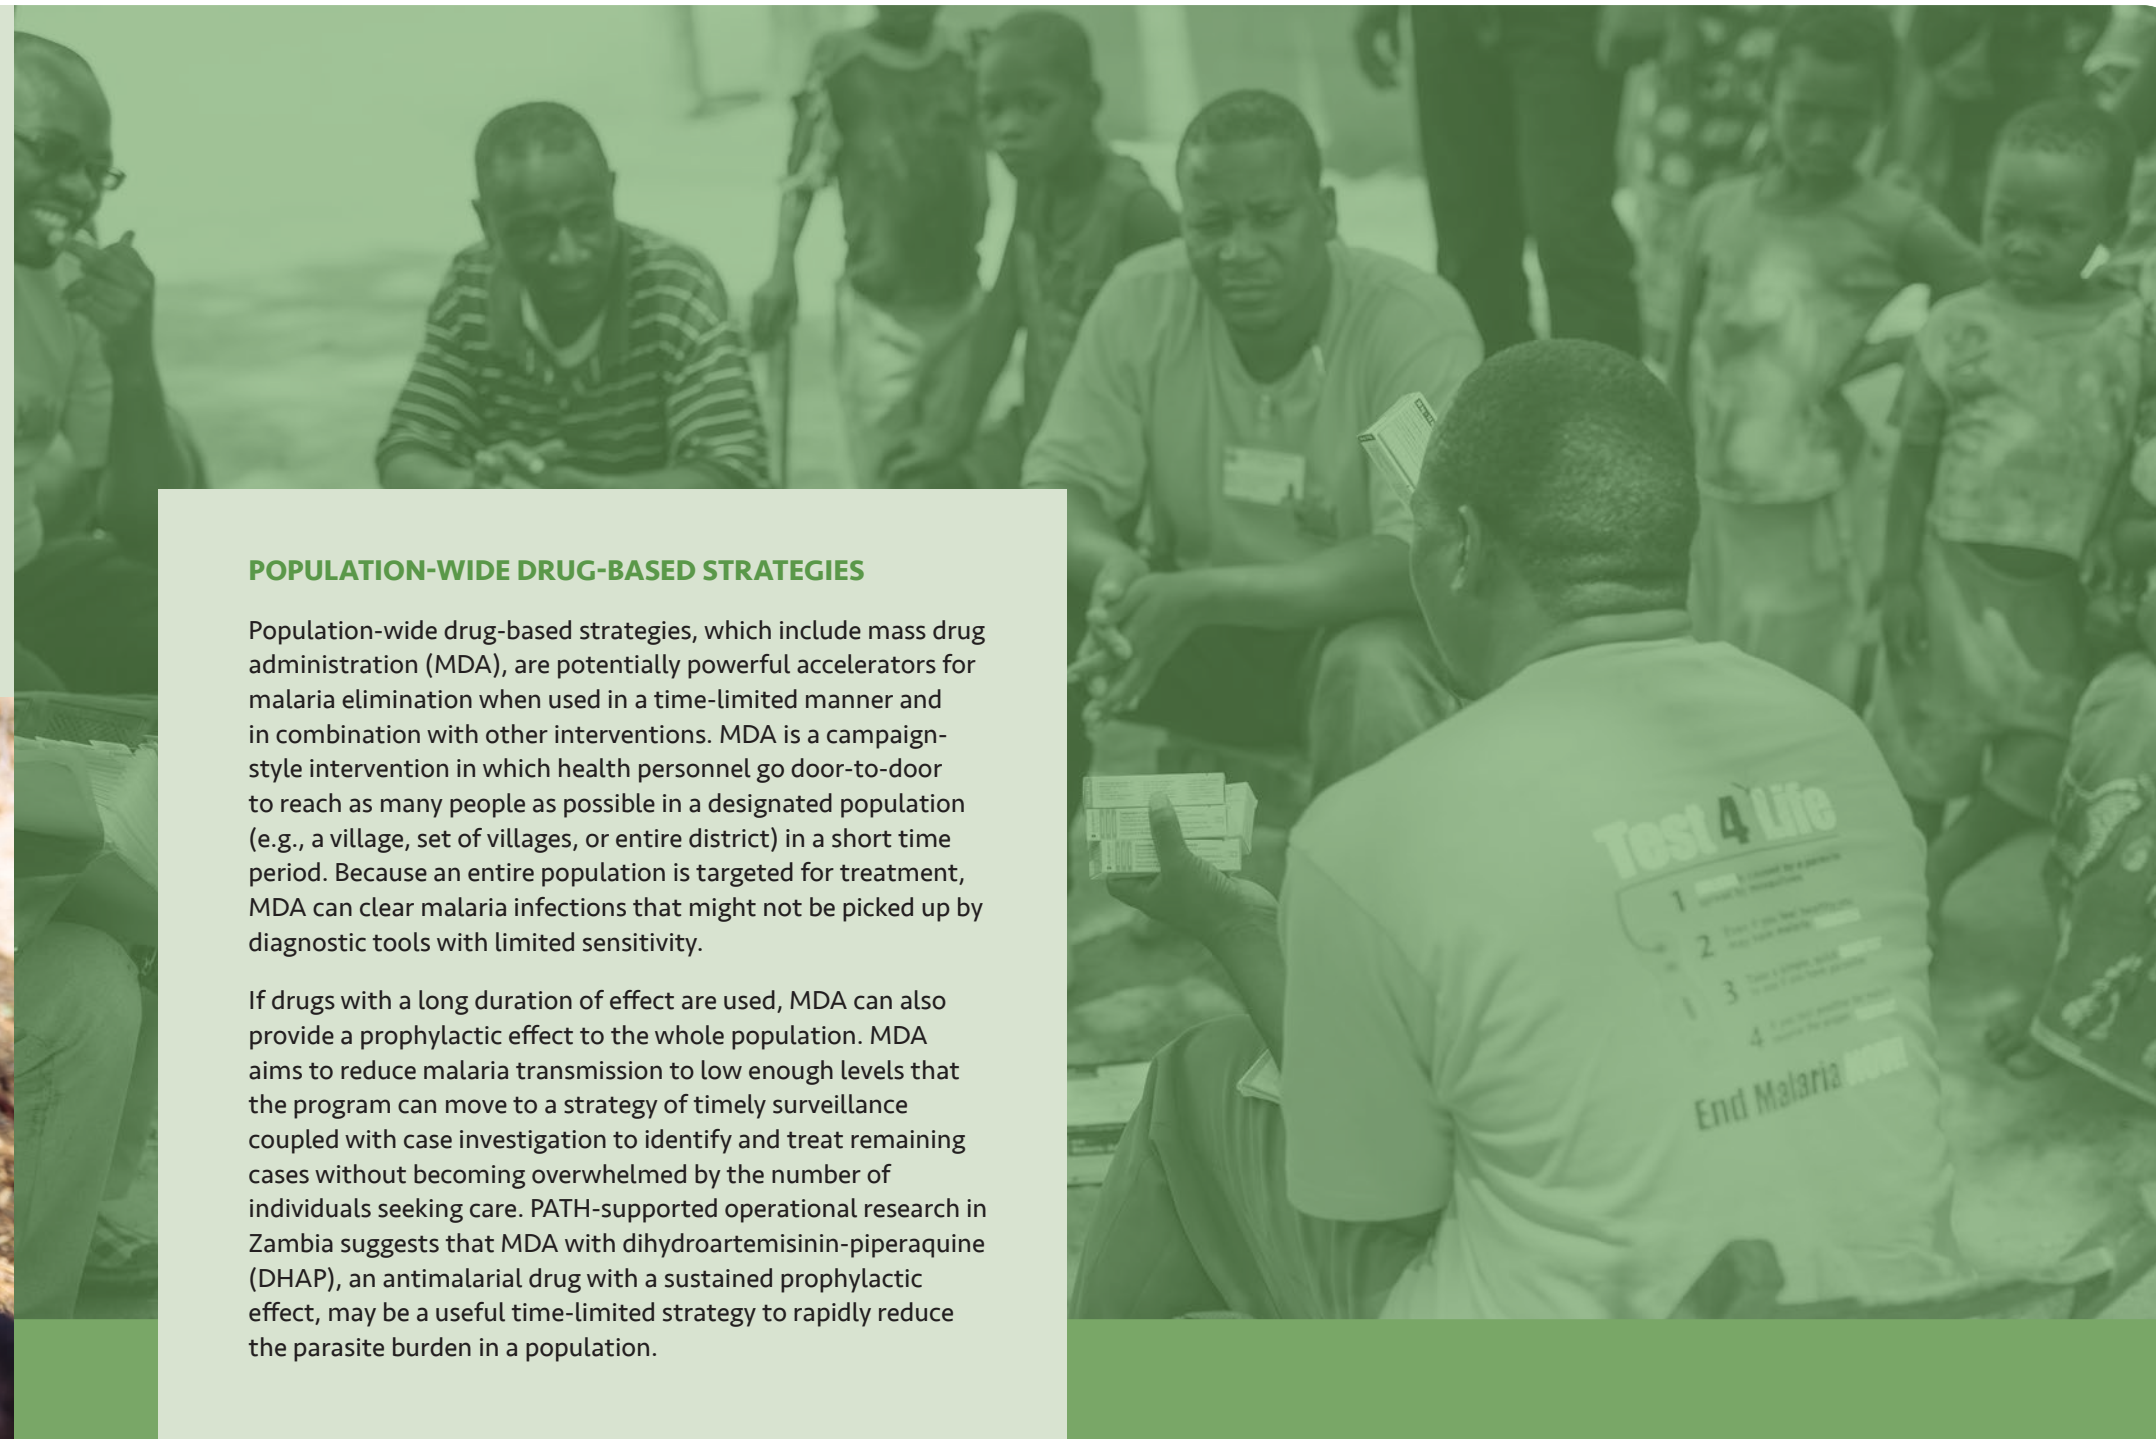 POPULATION-WIDE DRUG-BASED STRATEGIES
Population-wide drug-based strategies, which include mass drug
administration (MDA), are potentially powerful accelerators for
malaria elimination when used in a time-limited manner and
in combination with other interventions. MDA is a campaign-
style intervention in which health personnel go door-to-door
to reach as many people as possible in a designated population
(e.g., a village, set of villages, or entire district) in a short time
period. Because an entire population is targeted for treatment,
MDA can clear malaria infections that might not be picked up by
diagnostic tools with limited sensitivity.
If drugs with a long duration of effect are used, MDA can also
provide a prophylactic effect to the whole population. MDA
aims to reduce malaria transmission to low enough levels that
the program can move to a strategy of timely surveillance
coupled with case investigation to identify and treat remaining
cases without becoming overwhelmed by the number of
individuals seeking care. PATH-supported operational research in
Zambia suggests that MDA with dihydroartemisinin-piperaquine
(DHAP), an antimalarial drug with a sustained prophylactic
effect, may be a useful time-limited strategy to rapidly reduce
the parasite burden in a population.
Test 4 Life
1
2
3
4
End Malaria NOW!